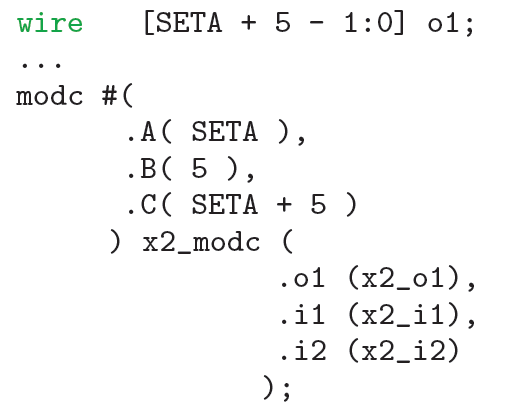 wire   [SETA + 5 - 1:0] o1;
...
modc #(
       .A( SETA ),
       .B( 5 ),
       .C( SETA + 5 )
      ) x2_modc (
                 .o1 (x2_o1),
                 .i1 (x2_i1),
                 .i2 (x2_i2)
                );